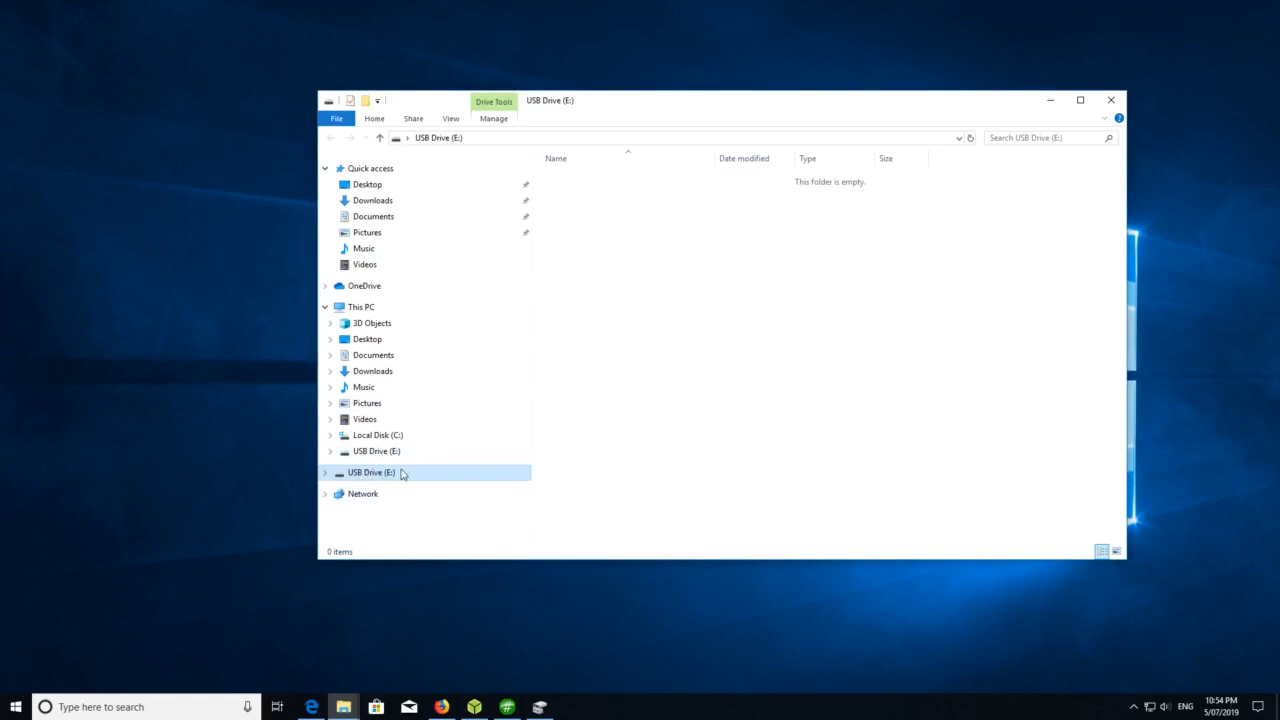 Drive Tools
USB Drive (E:)
File
Home
Share
View
Manage
USB Drive (E:)
Search USB Drive (E:)
Name
Date modified
Type
Size
This folder is empty.
Quick access
Desktop
Downloads
Documents
Pictures
Music
Videos
OneDrive
This PC
3D Objects
Desktop
Documents
Downloads
Music
Pictures
Videos
Local Disk (C:)
USB Drive (E:)
USB Drive (E:)
Network
0 items
Type here to search
ENG
10:54 PM
5/07/2019